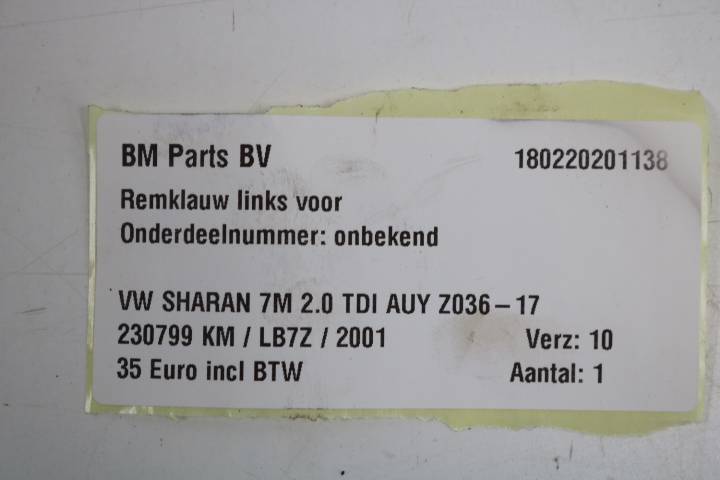 BM Parts BV 180220201138
Remklauw links voor
Onderdeelnummer: onbekend
VW SHARAN 7M 2.0 TDI AUY Z036-17
230799 KM / LB7Z / 2001 Verz: 10
35 Euro incl BTW Aantal: 1